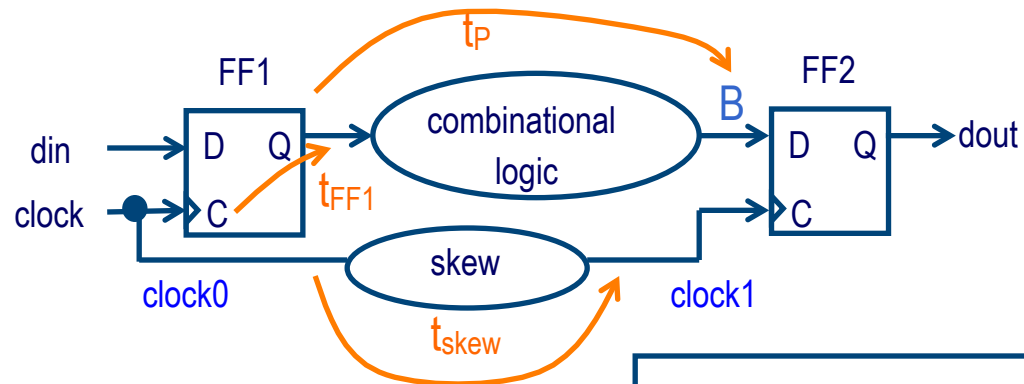 tP
FF1
FF2
B
din
D
Q
combinational
logic
D
Q
dout
tFF1
clock
C
C
skew
clock0
clock1
tskew